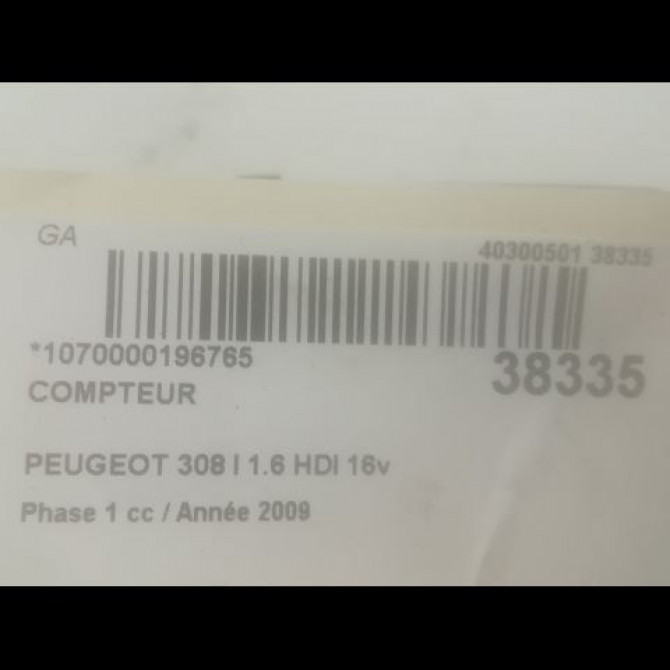 GA
40300501 38335
*1070000196765
38335
COMPTEUR
PEUGEOT 308 I 1.6 HDI 16v
Phase 1 cc / Année 2009